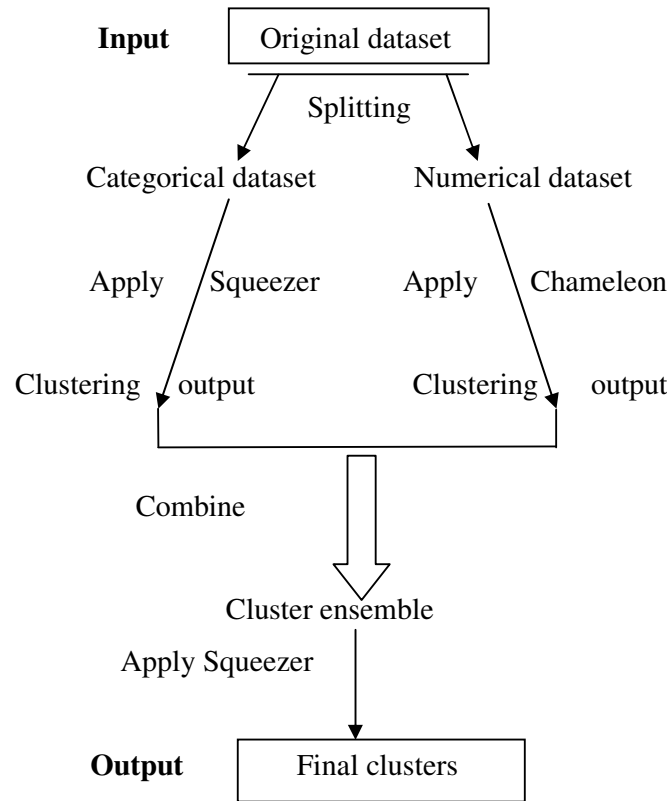 Input Original dataset
Splitting
Categorical dataset Numerical dataset
Apply Squeezer Apply Chameleon
Clustering output Clustering output
Combine
Cluster ensemble
Apply Squeezer
Output Final clusters